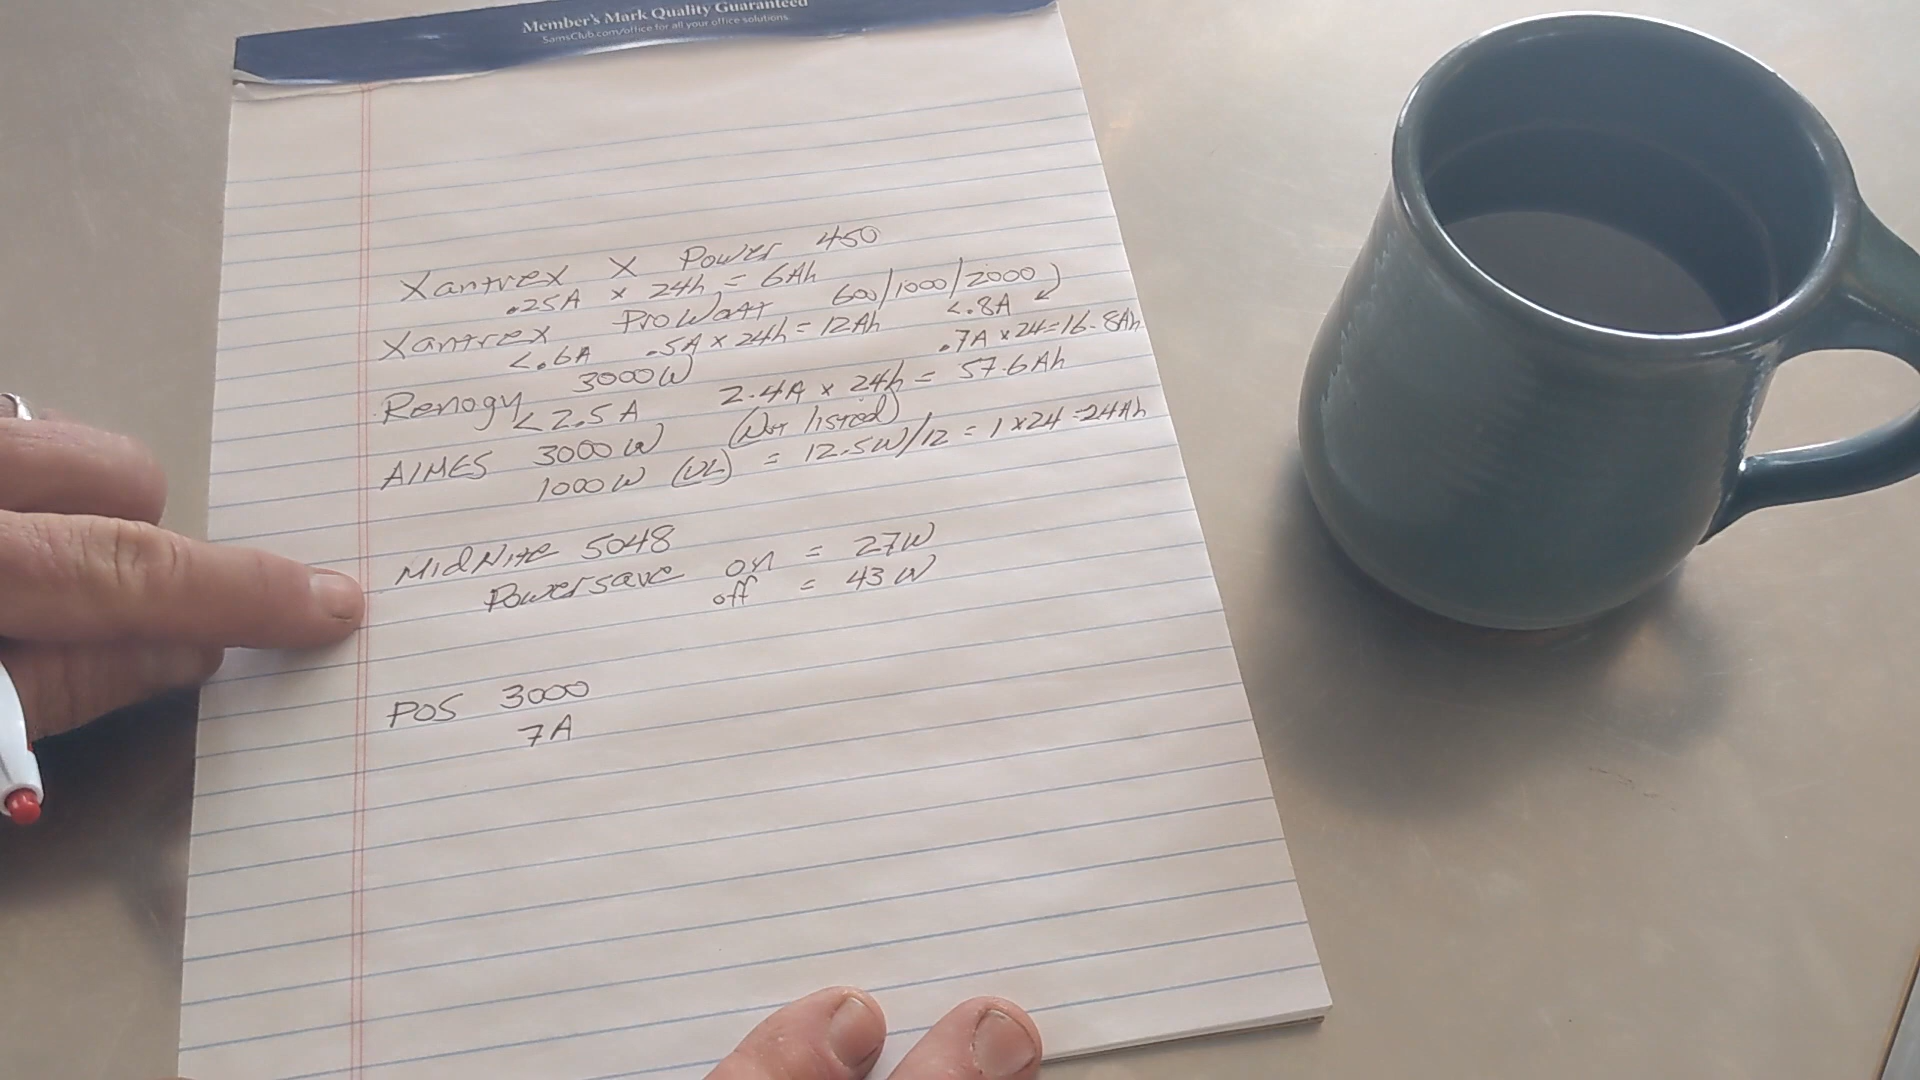 Member's Mark Quality Guaranteed
SamsClub.com/office for all your office solutions
Xantrex X Power 450
.25A x 24h = 6Ah
Xantrex ProWatt 600/1000/2000
<.6A .5A x 24h = 12Ah <.8A
.7A x 24 = 16.8Ah
Renogy 3000W
<2.5A 2.4A x 24h = 57.6Ah
AIMES 3000W (Not listed)
1000W (UL) = 12.5W/12 = 1 x 24 = 24Ah
MidNite 5048
Powersave on = 27W
off = 43W
POS 3000
7A